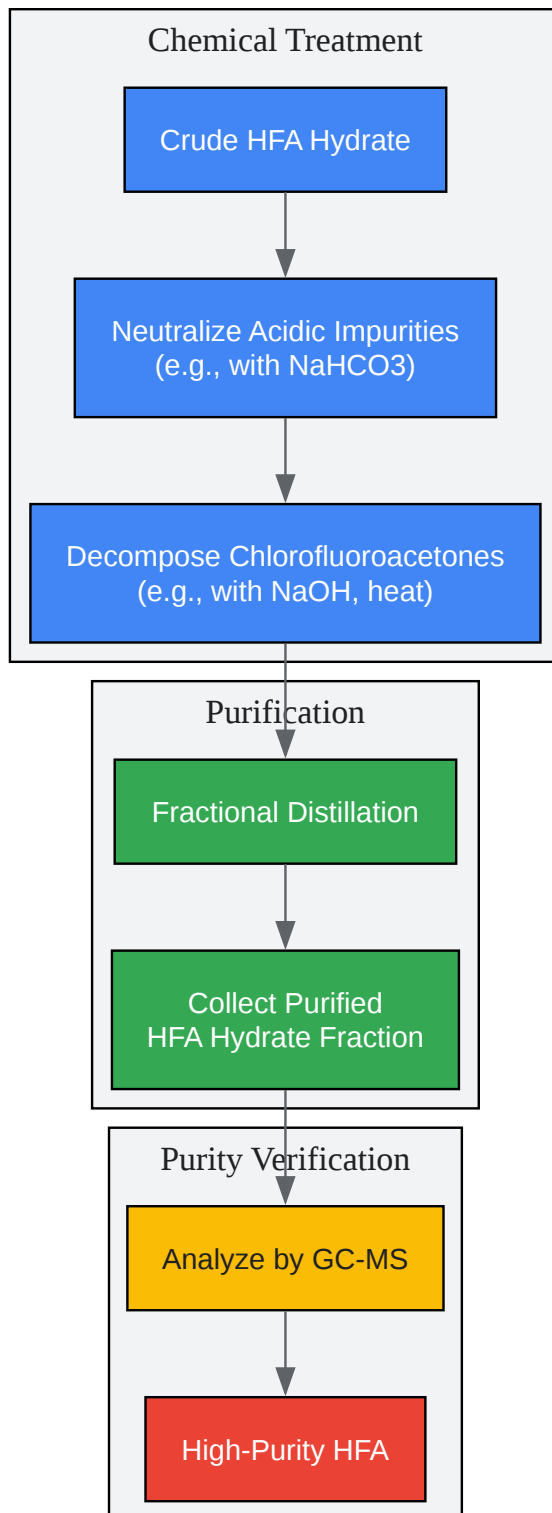 Chemical Treatment
Crude HFA Hydrate
Neutralize Acidic Impurities
(e.g., with NaHCO3)
Decompose Chlorofluoroacetones
(e.g., with NaOH, heat)
Purification
Fractional Distillation
Collect Purified
HFA Hydrate Fraction
Purity Verification
Analyze by GC-MS
High-Purity HFA